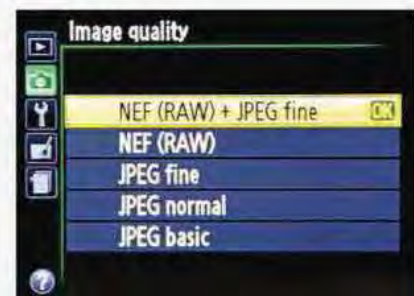 Image quality
NEF (RAW) + JPEG fine OK
NEF (RAW)
JPEG fine
JPEG normal
JPEG basic
?